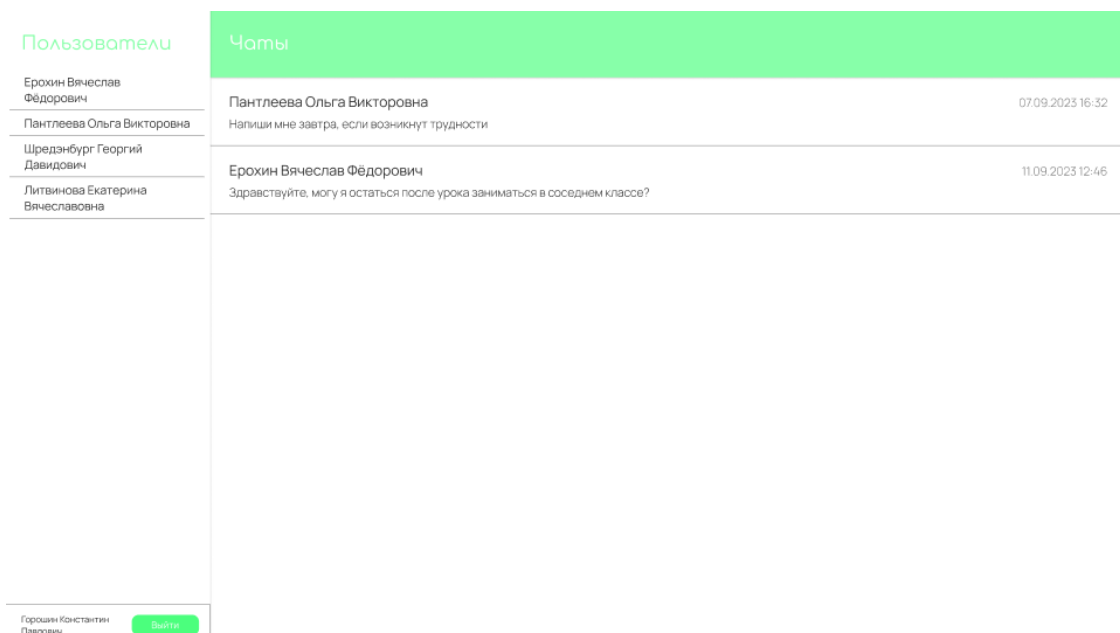 Пользователи
Ерохин Вячеслав
Фёдорович
Пантлеева Ольга Викторовна
Шредэнбург Георгий
Давидович
Литвинова Екатерина
Вячеславовна
Горошин Константин
Павлович
Выйти
Чаты
Пантлеева Ольга Викторовна
07.09.2023 16:32
Напиши мне завтра, если возникнут трудности
Ерохин Вячеслав Фёдорович
11.09.2023 12:46
Здравствуйте, могу я остаться после урока заниматься в соседнем классе?